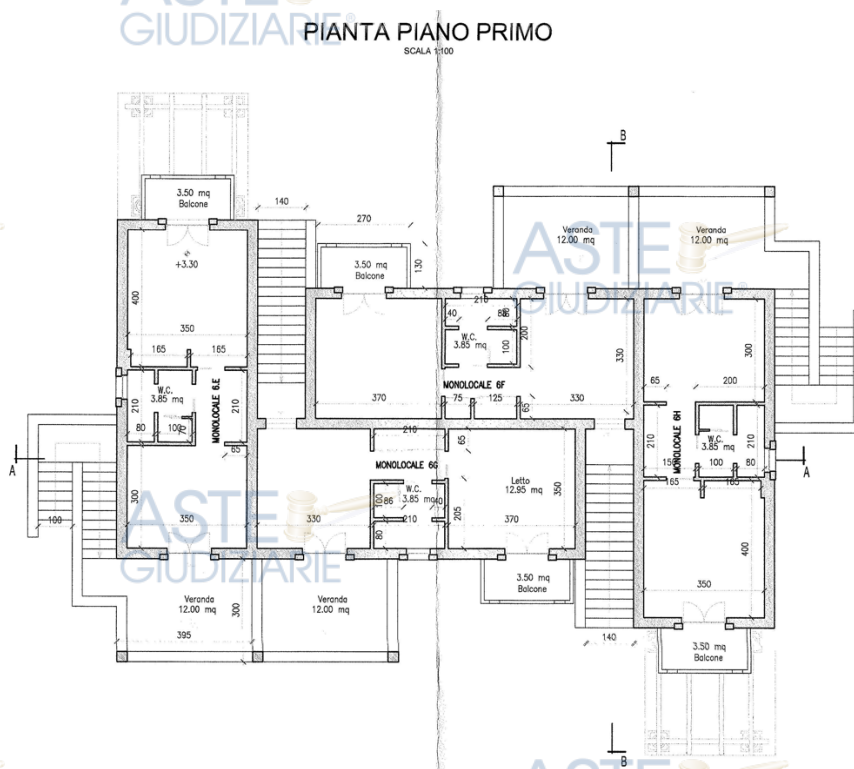 ASTE
GIUDIZIARIE®
PIANTA PIANO PRIMO
SCALA 1:100
B
3.50 mq
Balcone
140
270
130
3.50 mq
Balcone
Veranda
12.00 mq
Veranda
12.00 mq
ASTE
GIUDIZIARIE®
+3.30
400
350
165
165
210
40
200
W.C.
3.85 mq
100
330
300
MONOLOCALE 6.E
W.C.
3.85 mq
210
210
80
100
70
85
370
MONOLOCALE 6F
75
125
65
330
65
200
MONOLOCALE 6H
210
W.C.
3.85 mq
100
80
210
A
A
210
MONOLOCALE 6G
65
W.C.
3.85 mq
100
86
40
210
80
205
Letto
12.95 mq
350
370
165
165
300
350
330
100
400
350
ASTE
GIUDIZIARIE
3.50 mq
Balcone
Veranda
12.00 mq
300
Veranda
12.00 mq
395
140
3.50 mq
Balcone
B
ASTE
ASTE